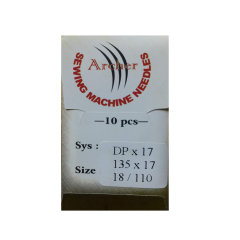 Archer
SEWING MACHINE NEEDLES
—10 pcs—
Sys : DP x 17
135 x 17
Size 18 / 110